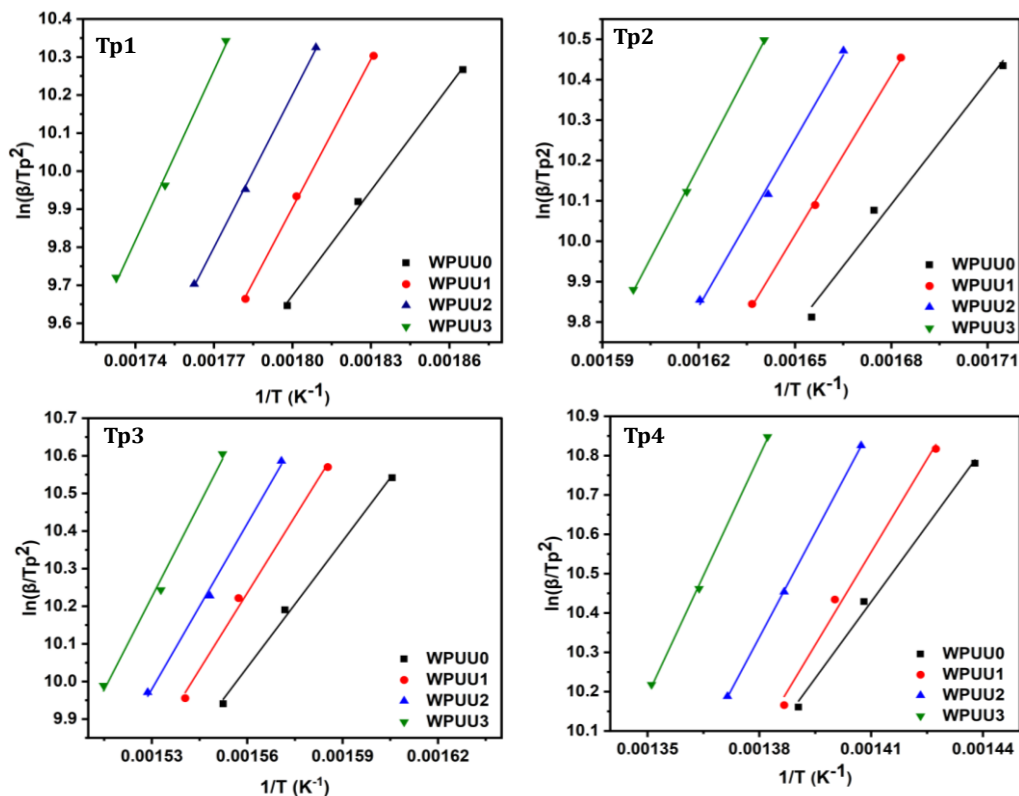 Tp1
10.4
10.3
10.2
10.1
10.0
9.9
9.8
9.7
9.6
ln(β/Tp²)
WPUU0
WPUU1
WPUU2
WPUU3
0.00174 0.00177 0.00180 0.00183 0.00186
1/T (K⁻¹)
Tp2
10.5
10.4
10.3
10.2
10.1
10.0
9.9
9.8
ln(β/Tp2)
WPUU0
WPUU1
WPUU2
WPUU3
0.00159 0.00162 0.00165 0.00168 0.00171
1/T (K⁻¹)
Tp3
10.7
10.6
10.5
10.4
10.3
10.2
10.1
10.0
9.9
ln(β/Tp²)
WPUU0
WPUU1
WPUU2
WPUU3
0.00153 0.00156 0.00159 0.00162
1/T (K⁻¹)
Tp4
10.9
10.8
10.7
10.6
10.5
10.4
10.3
10.2
10.1
ln(β/Tp²)
WPUU0
WPUU1
WPUU2
WPUU3
0.00135 0.00138 0.00141 0.00144
1/T (K⁻¹)